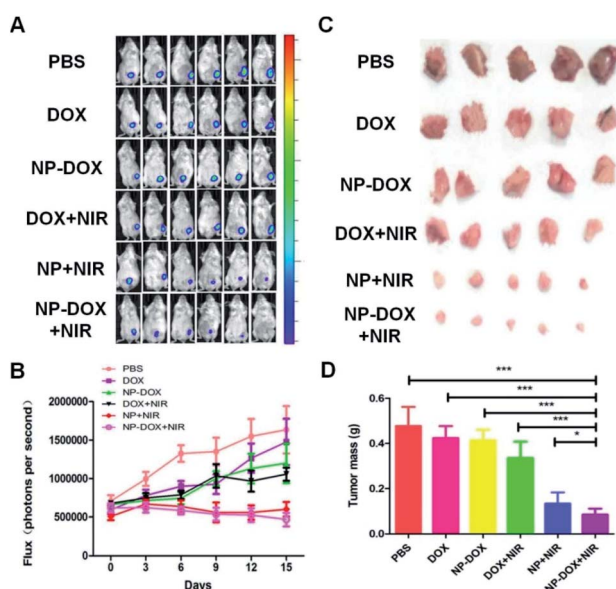 A
PBS
DOX
NP-DOX
DOX+NIR
NP+NIR
NP-DOX
+NIR
B
PBS
DOX
NP-DOX
DOX+NIR
NP+NIR
NP-DOX+NIR
Flux (photons per second)
2000000
1500000
1000000
500000
0
0 3 6 9 12 15
Days
C
PBS
DOX
NP-DOX
DOX+NIR
NP+NIR
NP-DOX
+NIR
D
***
***
***
***
*
Tumor mass (g)
0.6
0.4
0.2
0.0
PBS
DOX
NP-DOX
DOX+NIR
NP+NIR
NP-DOX+NIR